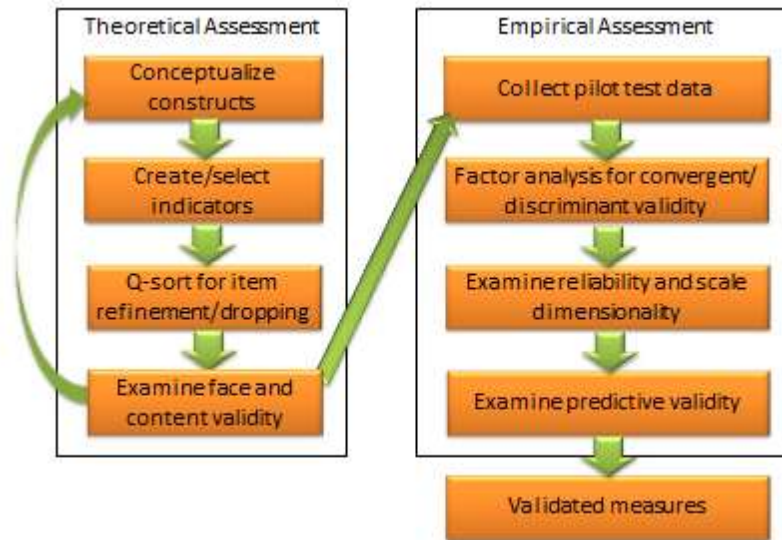 Theoretical Assessment
Conceptualize
constructs
Create/select
indicators
Q-sort for item
refinement/dropping
Examine face and
content validity
Empirical Assessment
Collect pilot test data
Factor analysis for convergent/
discriminant validity
Examine reliability and scale
dimensionality
Examine predictive validity
Validated measures